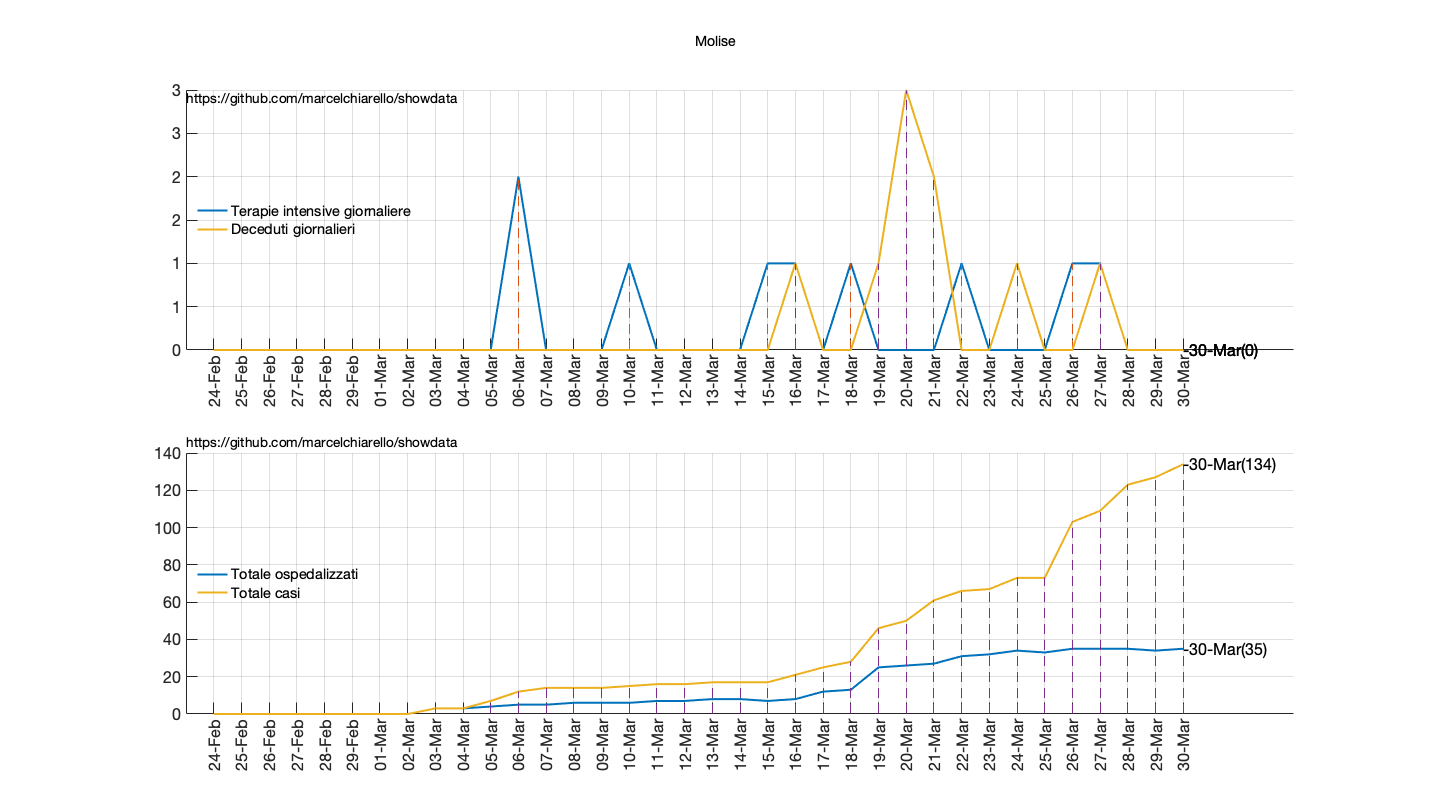 Molise
https://github.com/marcelchiarello/showdata
3
3
2
2
1
1
0
Terapie intensive giornaliere
Deceduti giornalieri
-30-Mar(0)
24-Feb
25-Feb
26-Feb
28-Feb
29-Feb
29-Feb
01-Mar
02-Mar
03-Mar
04-Mar
05-Mar
06-Mar
07-Mar
08-Mar
09-Mar
10-Mar
11-Mar
12-Mar
13-Mar
14-Mar
15-Mar
16-Mar
17-Mar
18-Mar
19-Mar
20-Mar
21-Mar
22-Mar
23-Mar
24-Mar
25-Mar
26-Mar
27-Mar
28-Mar
29-Mar
30-Mar
https://github.com/marcelchiarello/showdata
140
120
100
80
60
40
20
0
Totale ospedalizzati
Totale casi
-30-Mar(134)
-30-Mar(35)
24-Feb
25-Feb
26-Feb
28-Feb
29-Feb
29-Feb
01-Mar
02-Mar
03-Mar
04-Mar
05-Mar
06-Mar
07-Mar
08-Mar
09-Mar
10-Mar
11-Mar
12-Mar
13-Mar
14-Mar
15-Mar
16-Mar
17-Mar
18-Mar
19-Mar
20-Mar
21-Mar
22-Mar
23-Mar
24-Mar
25-Mar
26-Mar
27-Mar
28-Mar
29-Mar
30-Mar